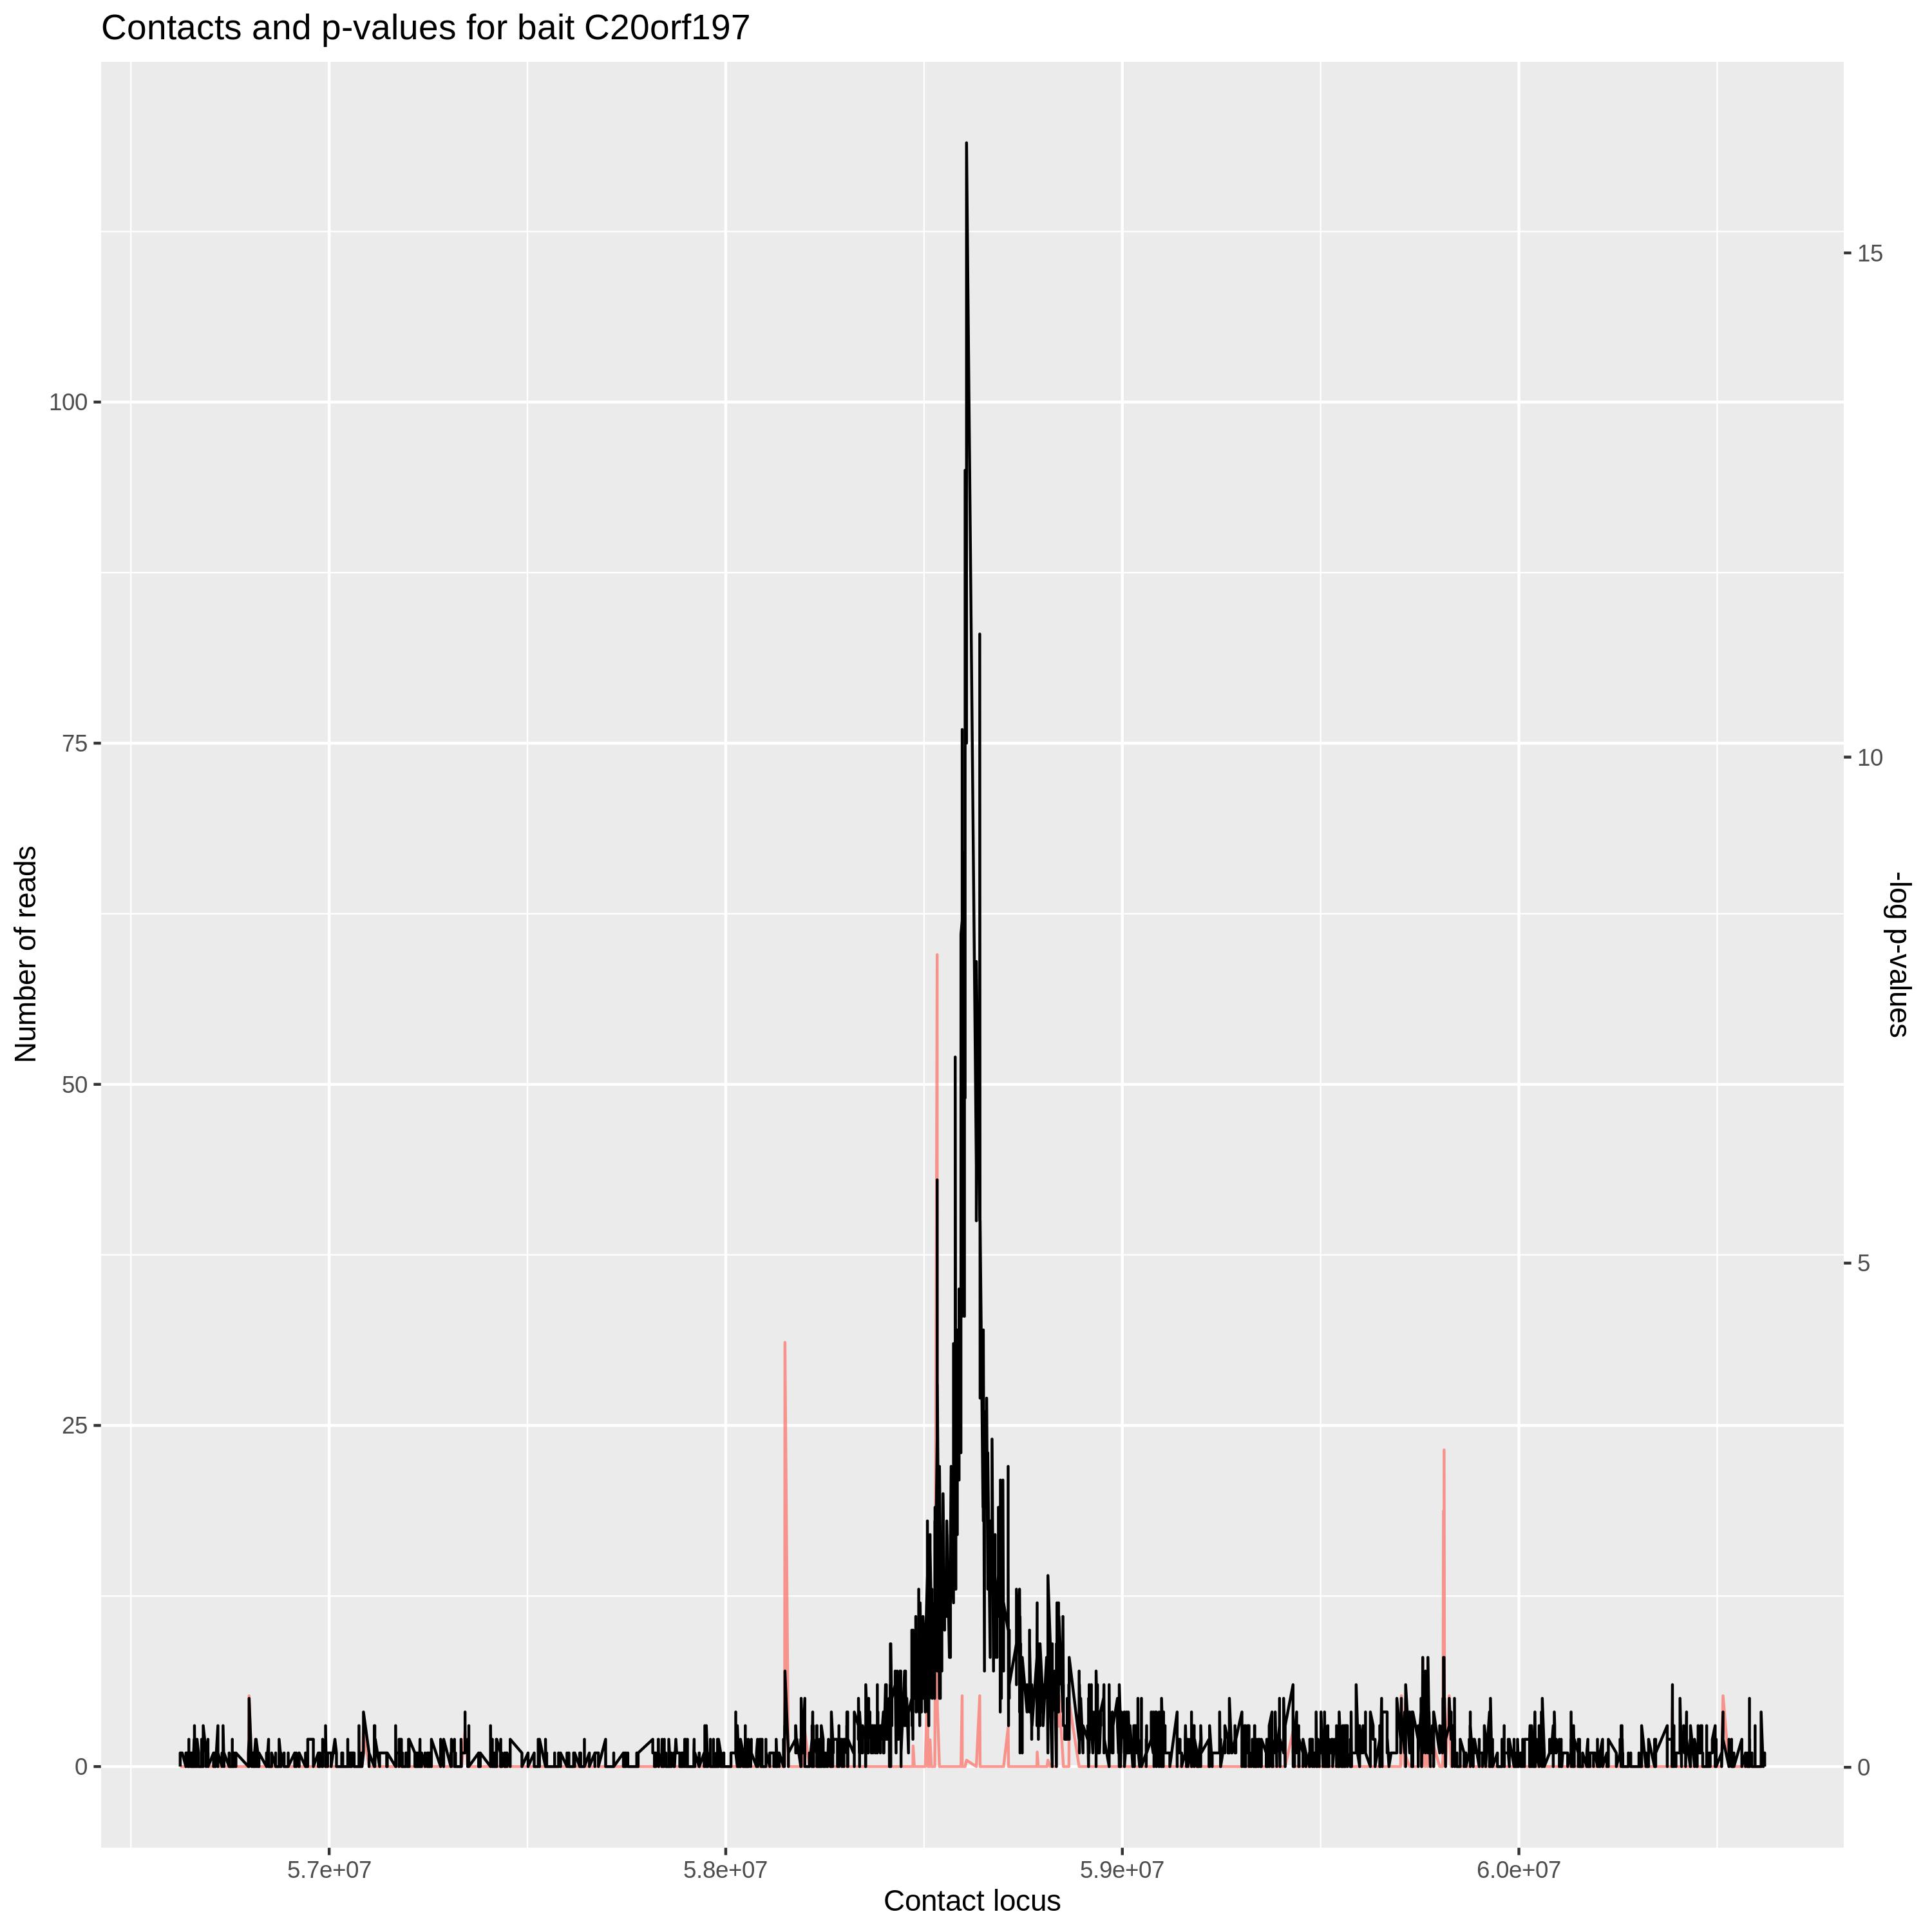 Contacts and p-values for bait C20orf197
Number of reads
100
75
50
25
0
15
10
5
0
-log p-values
5.7e+07 5.8e+07 5.9e+07 6.0e+07
Contact locus